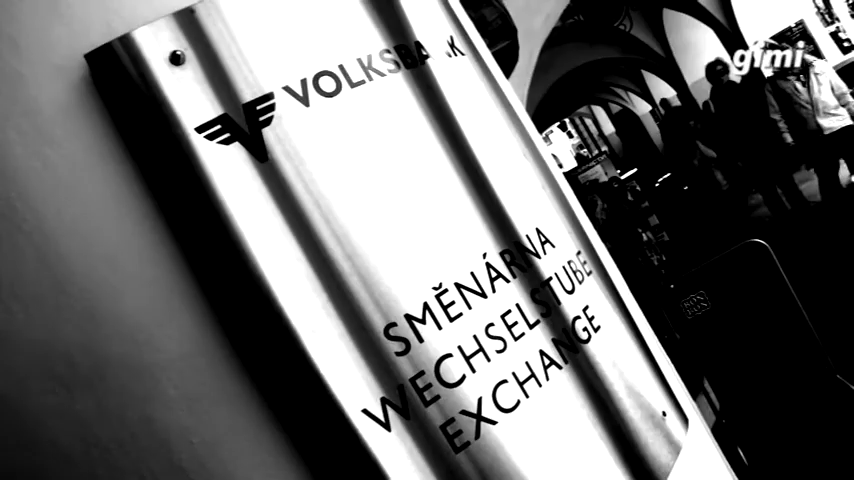 VOLKSBANK
SMĚNÁRNA
WECHSELSTUBE
EXCHANGE
gimi